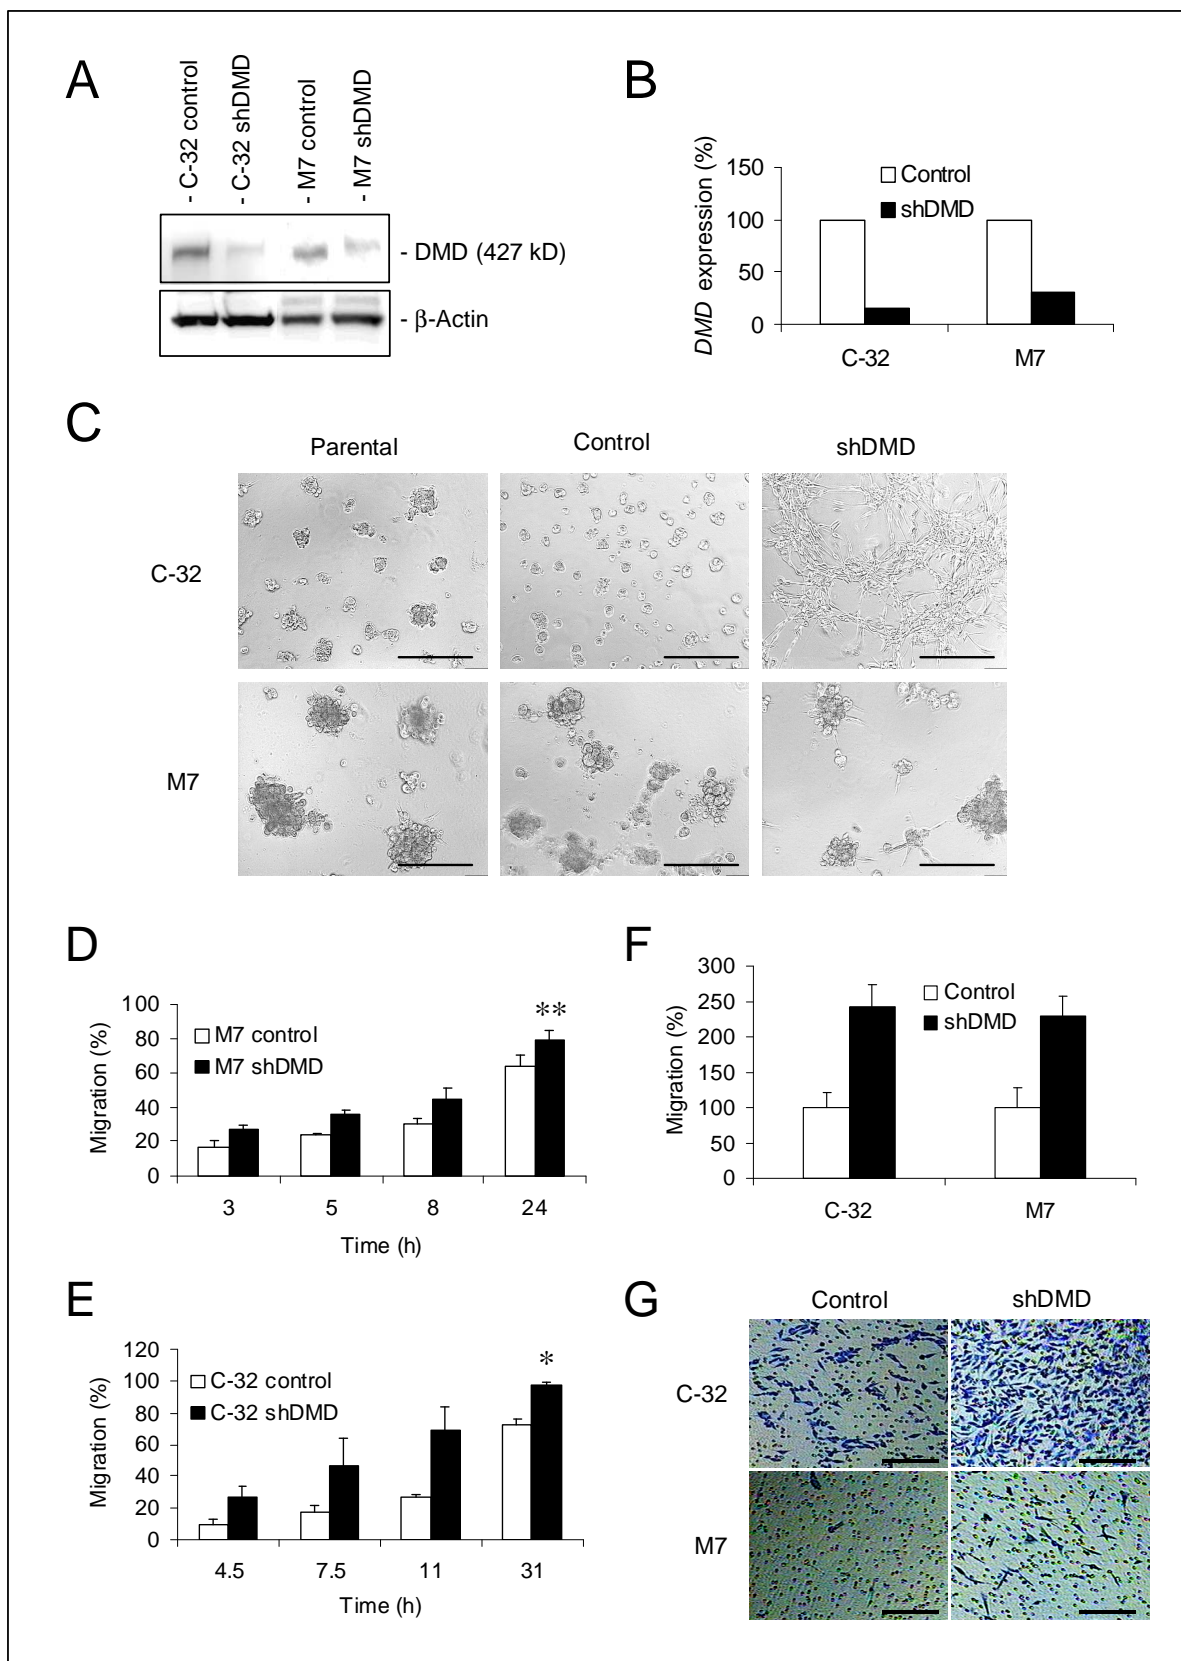 A
- C-32 control
- C-32 shDMD
- M7 control
- M7 shDMD
- DMD (427 kD)
- β-Actin
B
DMD expression (%)
150
100
50
0
Control
shDMD
C-32
M7
C
Parental
Control
shDMD
C-32
M7
D
Migration (%)
100
80
60
40
20
0
M7 control
M7 shDMD
**
3
5
8
24
Time (h)
E
Migration (%)
120
100
80
60
40
20
0
C-32 control
C-32 shDMD
*
4.5
7.5
11
31
Time (h)
F
Migration (%)
300
250
200
150
100
50
0
Control
shDMD
C-32
M7
G
Control
shDMD
C-32
M7